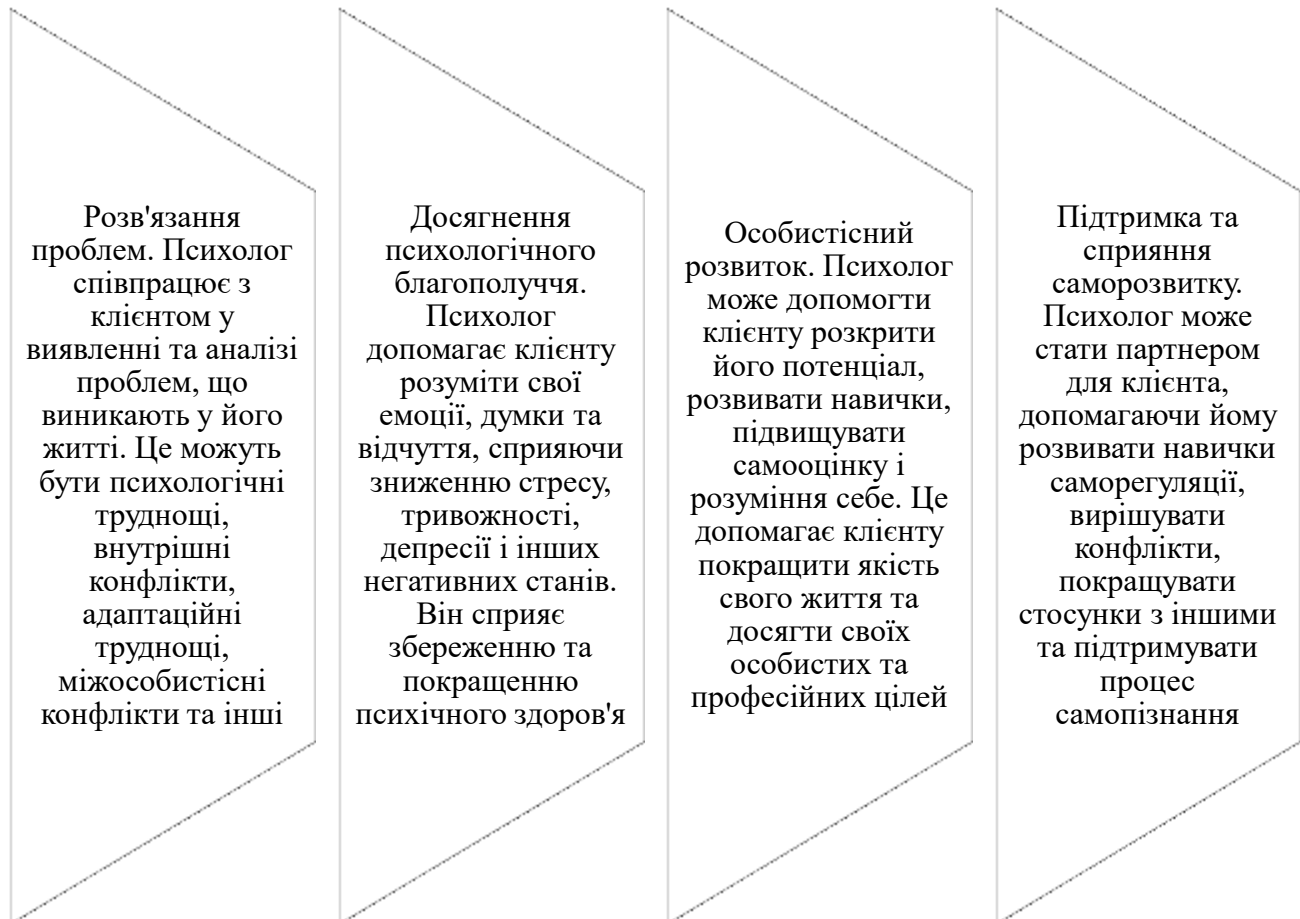 Розв'язання
проблем. Психолог
співпрацює з
клієнтом у
виявленні та аналізі
проблем, що
виникають у його
житті. Це можуть
бути психологічні
труднощі,
внутрішні
конфлікти,
адаптаційні
труднощі,
міжособистісні
конфлікти та інші
Досягнення
психологічного
благополуччя.
Психолог
допомагає клієнту
розуміти свої
емоції, думки та
відчуття, сприяючи
зниженню стресу,
тривожності,
депресії і інших
негативних станів.
Він сприяє
збереженню та
покращенню
психічного здоров'я
Особистісний
розвиток. Психолог
може допомогти
клієнту розкрити
його потенціал,
розвивати навички,
підвищувати
самооцінку і
розуміння себе. Це
допомагає клієнту
покращити якість
свого життя та
досягти своїх
особистих та
професійних цілей
Підтримка та
сприяння
саморозвитку.
Психолог може
стати партнером
для клієнта,
допомагаючи йому
розвивати навички
саморегуляції,
вирішувати
конфлікти,
покращувати
стосунки з іншими
та підтримувати
процес
самопізнання